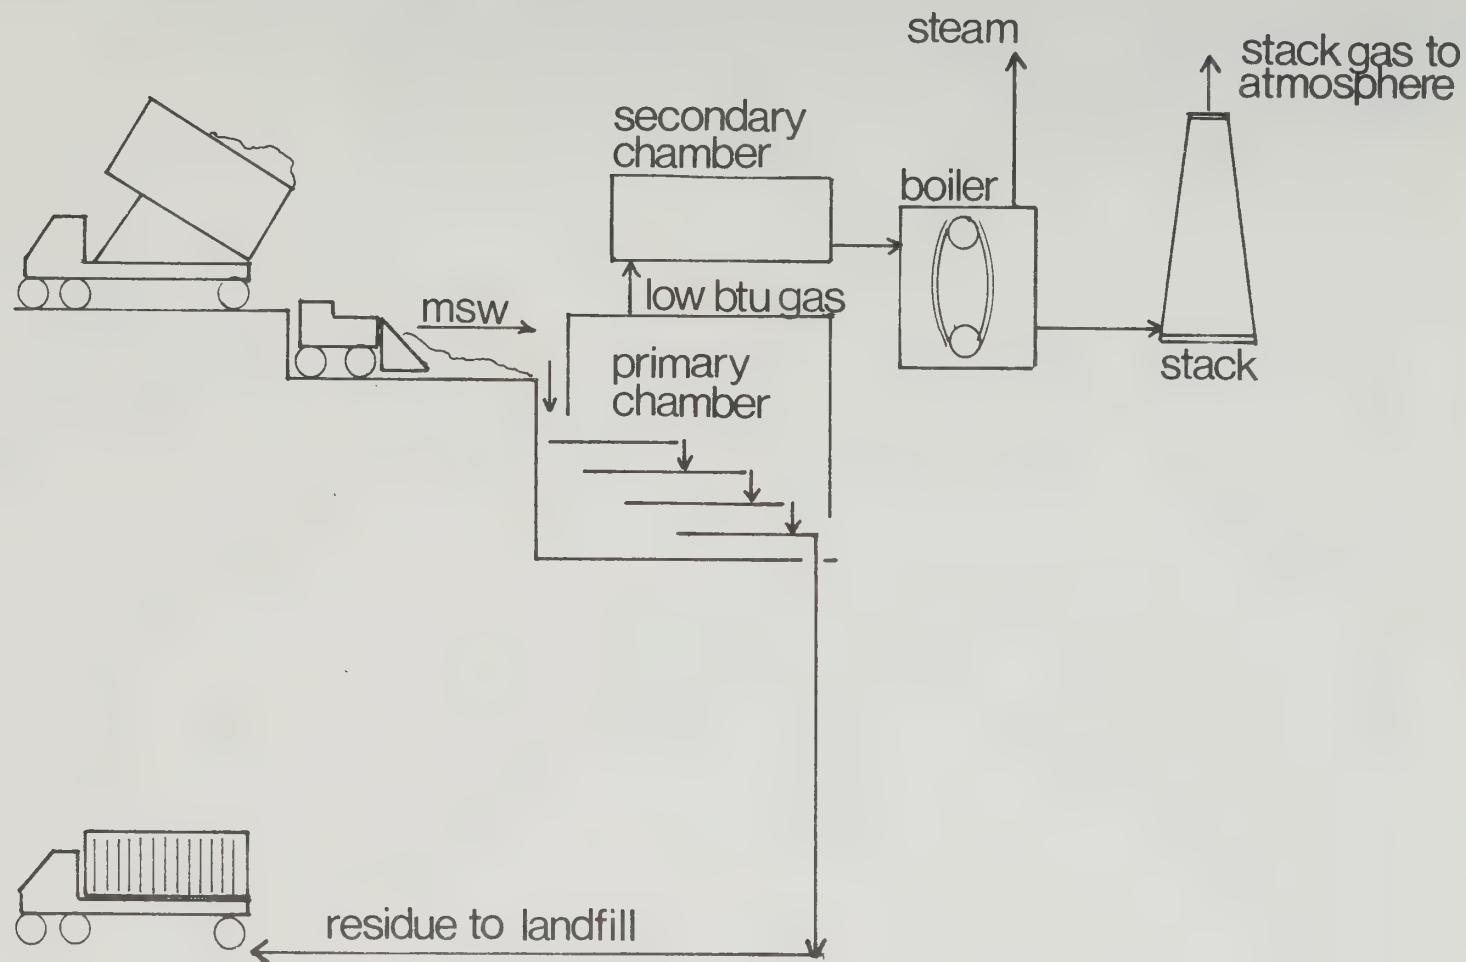 steam
stack gas to
atmosphere
secondary
chamber
boiler
msw
low btu gas
primary
chamber
stack
residue to landfill